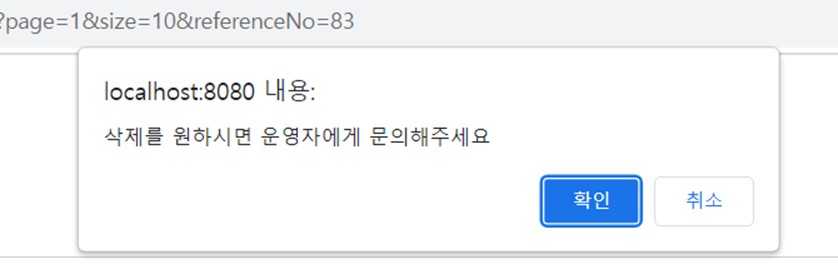 ?page=1&size=10&referenceNo=83
localhost:8080 내용:
삭제를 원하시면 운영자에게 문의해주세요
확인 취소